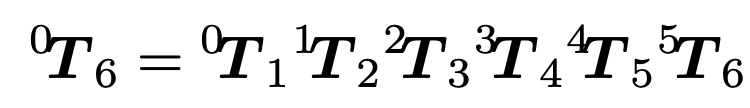 ⁰T₆ = ⁰T₁ ¹T₂ ²T₃ ³T₄ ⁴T₅ ⁵T₆